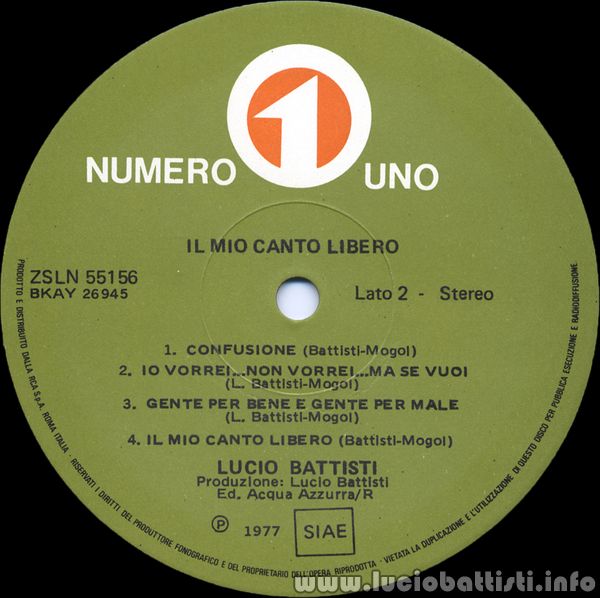 1
NUMERO UNO
IL MIO CANTO LIBERO
ZSLN 55156
BKAY 26945
Lato 2 - Stereo
1. CONFUSIONE (Battisti-Mogol)
2. IO VORREI...NON VORREI...MA SE VUOI
(L. Battisti-Mogol)
3. GENTE PER BENE E GENTE PER MALE
(L. Battisti-Mogol)
4. IL MIO CANTO LIBERO (Battisti-Mogol)
LUCIO BATTISTI
Produzione: Lucio Battisti
Ed. Acqua Azzurra/R
Ⓟ 1977 SIAE
PRODOTTO E DISTRIBUITO DALLA RCA S.p.A. ROMA ITALIA - RISERVATI I DIRITTI DEL PRODUTTORE FONOGRAFICO E DEL PROPRIETARIO DELL'OPERA RIPRODOTTA - VIETATA LA DUPLICAZIONE E L'UTILIZZAZIONE DI QUESTO DISCO PER PUBBLICA ESECUZIONE E RADIODIFFUSIONE.
www.luciobattisti.info